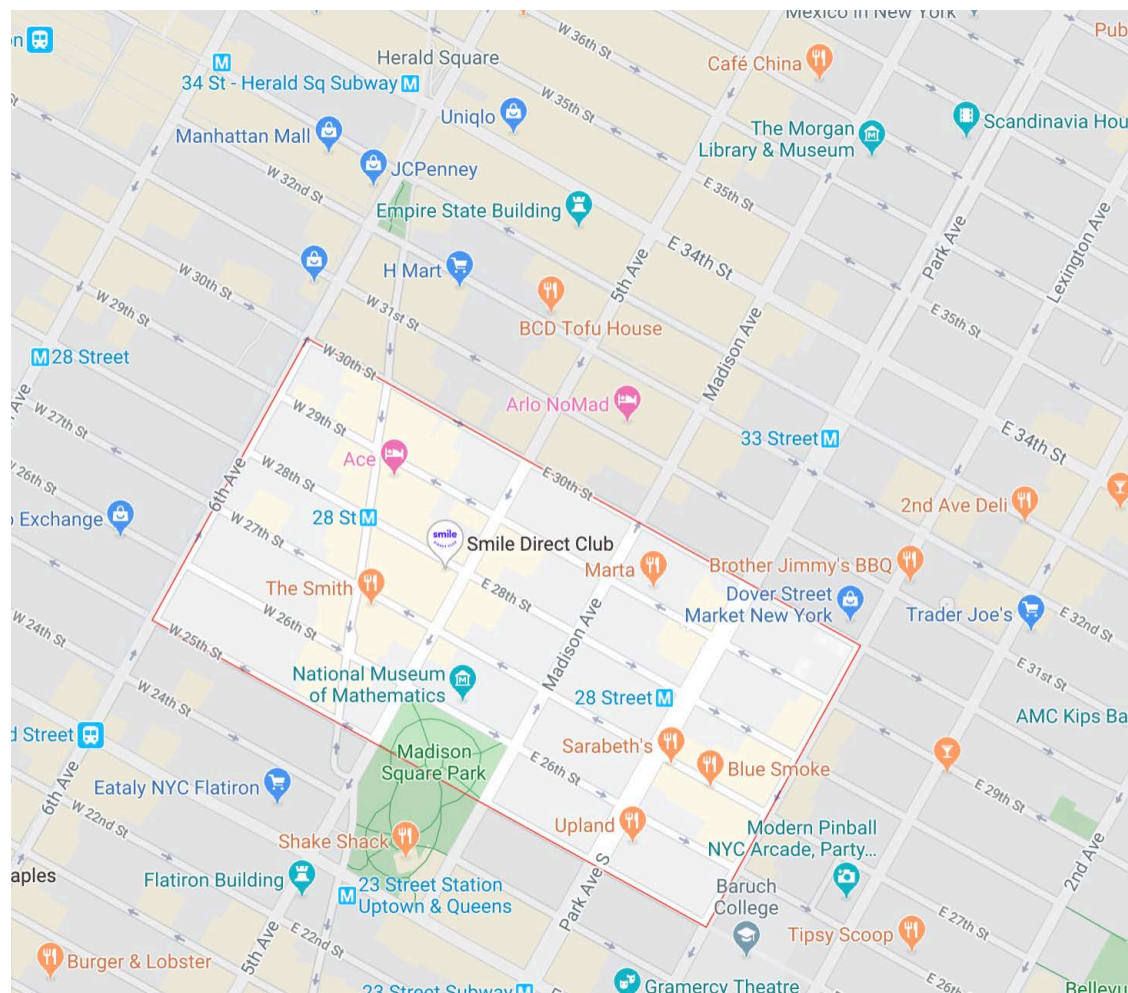 Mexico in New York
Pub
n
W 36th St
Herald Square
Café China
34 St - Herald Sq Subway
W 35th St
Uniqlo
Manhattan Mall
The Morgan
Library & Museum
Scandinavia Hou
JCPenney
W 32nd St
E 35th St
Empire State Building
Park Ave
Lexington Ave
5th Ave
E 34th St
W 30th St
H Mart
W 29th St
W 31st St
BCD Tofu House
E 35th St
28 Street
W 30th St
Madison Ave
Arlo NoMad
W 27th St
W 29th St
33 Street
E 34th St
Ave
Ace
W 28th St
6th Ave
E 30th St
26th St
2nd Ave Deli
Exchange
28 St
W 27th St
smile
DIRECT CLUB
Smile Direct Club
Marta
Brother Jimmy's BBQ
The Smith
E 28th St
Dover Street
Market New York
Trader Joe's
E 32nd St
W 24th St
W 26th St
W 25th St
Madison Ave
National Museum
of Mathematics
E 31st St
W 24th St
28 Street
AMC Kips Ba
d Street
Sarabeth's
Madison
Square Park
E 26th St
Blue Smoke
Eataly NYC Flatiron
6th Ave
E 29th St
W 22nd St
Upland
Modern Pinball
NYC Arcade, Party...
Shake Shack
2nd Ave
aples
Flatiron Building
23 Street Station
Uptown & Queens
Park Ave S
Baruch
College
E 27th St
Tipsy Scoop
5th Ave
E 22nd St
Burger & Lobster
E 26th St
23 Street Subway
Gramercy Theatre
Bellevu